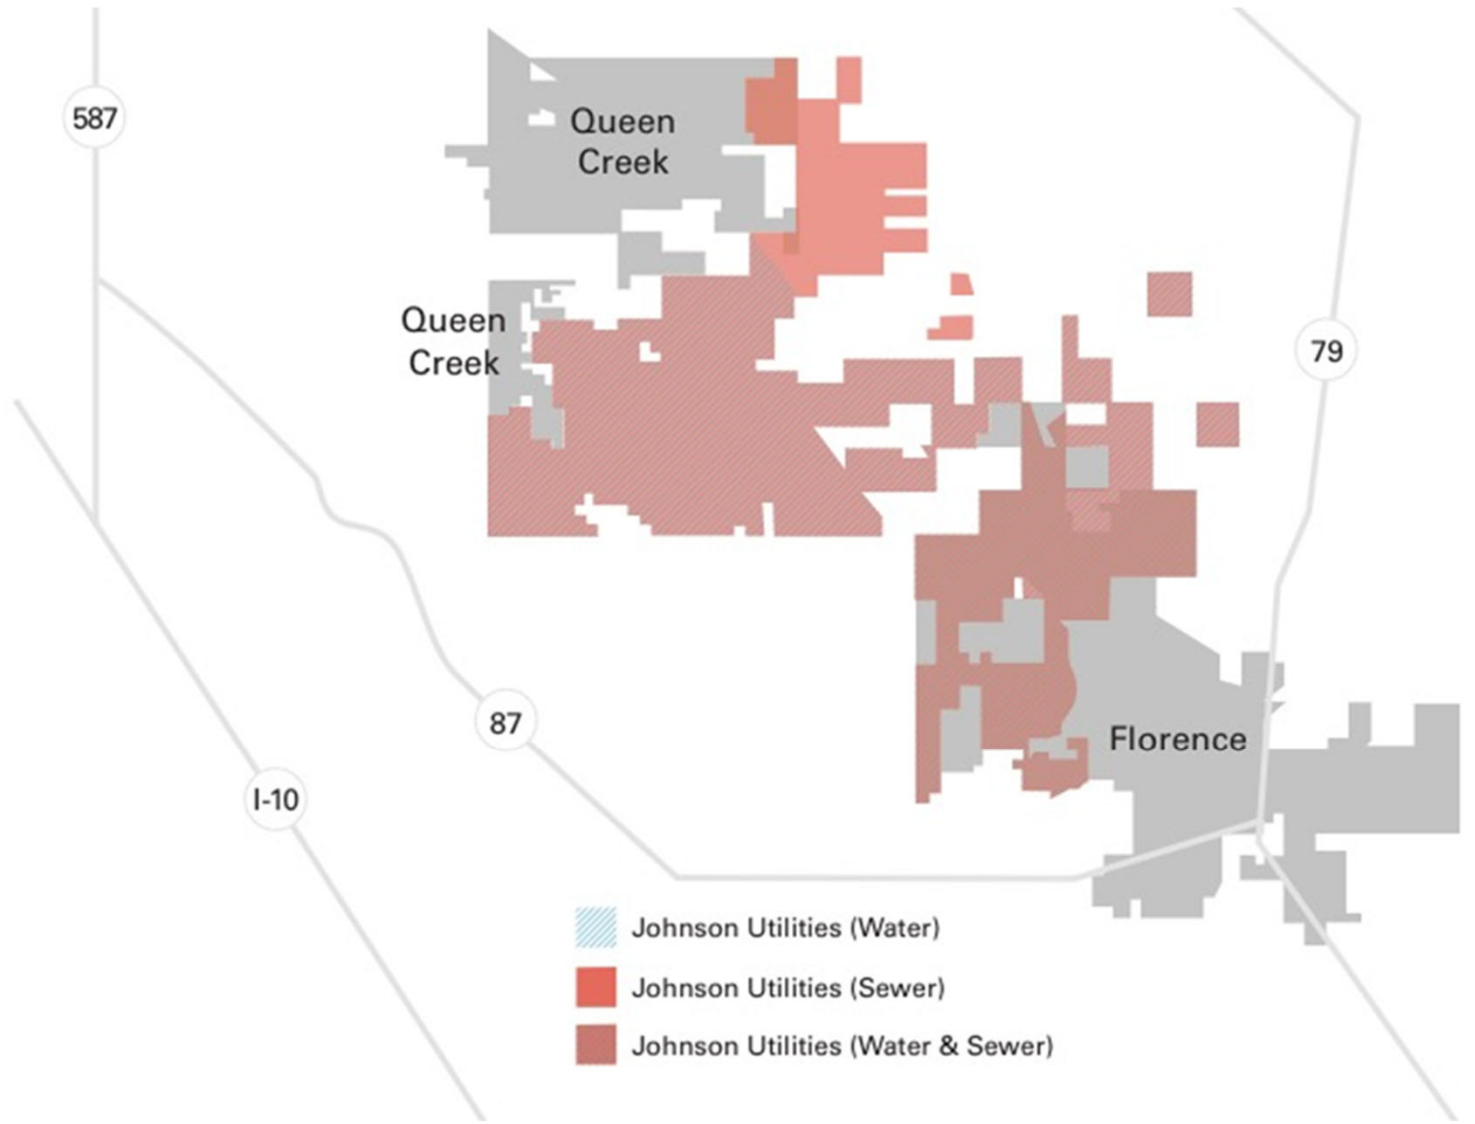 587
Queen
Creek
Queen
Creek
79
87
Florence
I-10
Johnson Utilities (Water)
Johnson Utilities (Sewer)
Johnson Utilities (Water & Sewer)